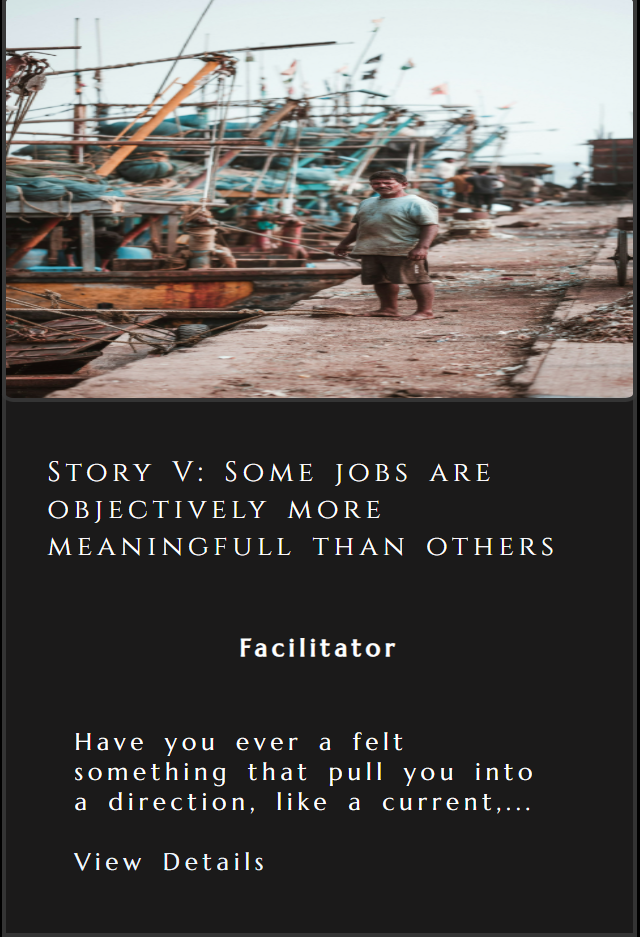 Story V: Some jobs are
objectively more
meaningfull than others
Facilitator
Have you ever a felt
something that pull you into
a direction, like a current,...
View Details